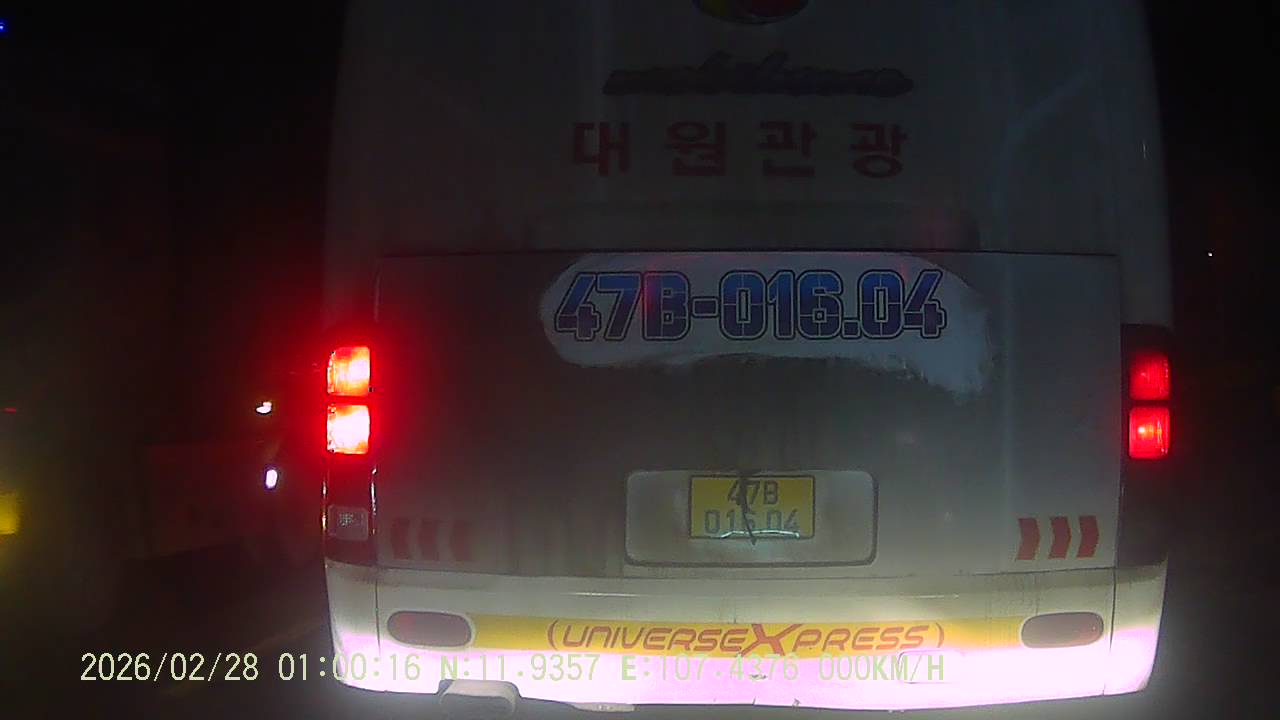 대원관광
47B-016.04
47B
016.04
(UNIVERSEXPRESS)
2026/02/28 01:00:16 N:11.9357 E:107.4376 000KM/H